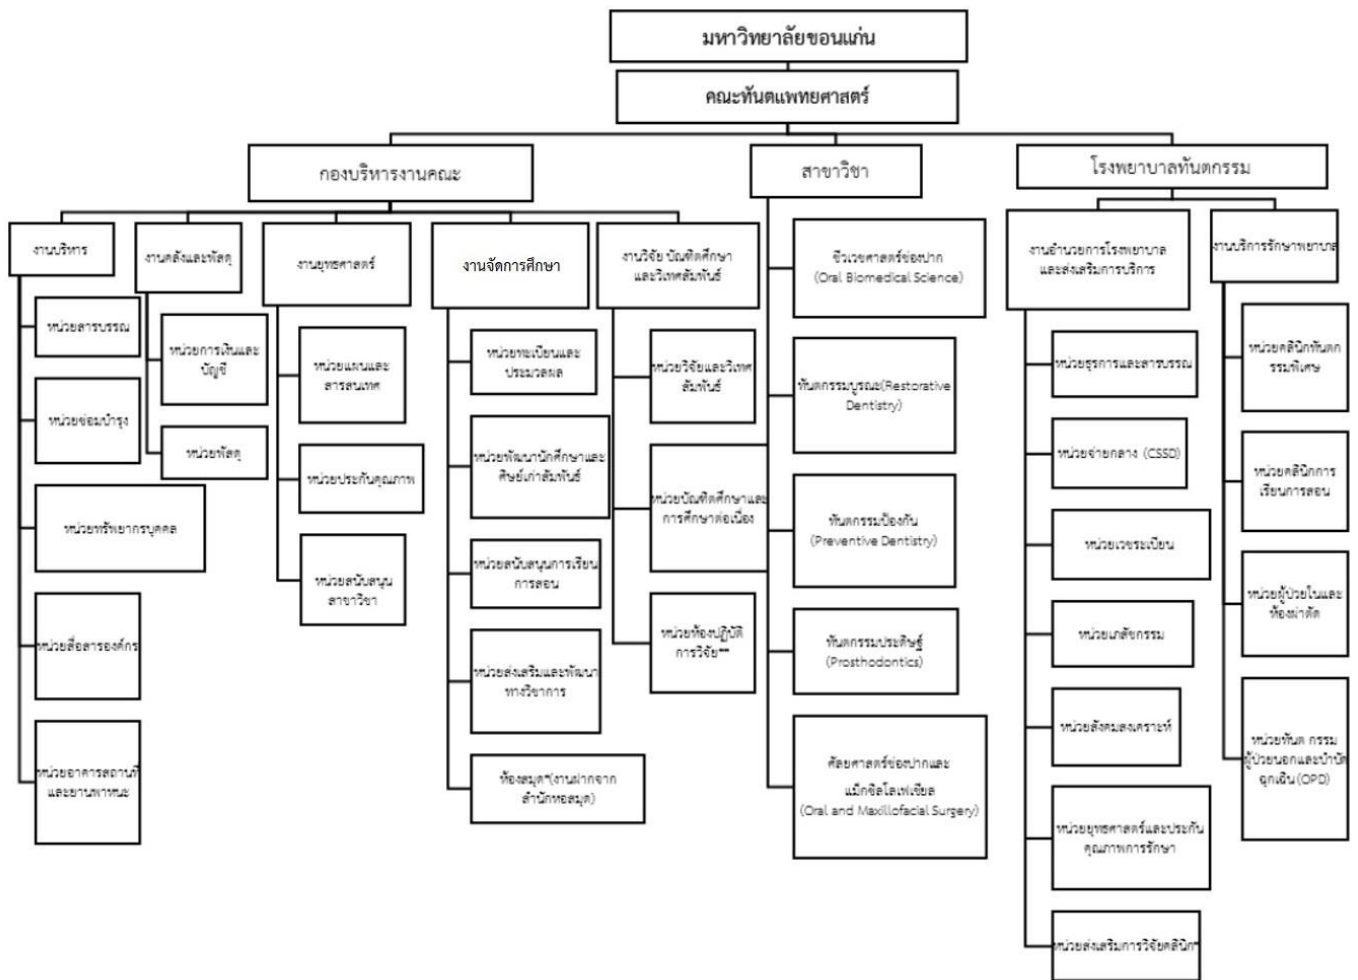 มหาวิทยาลัยขอนแก่น
คณะทันตแพทยศาสตร์
กองบริหารงานคณะ
สาขาวิชา
โรงพยาบาลทันตกรรม
งานบริหาร
หน่วยสารบรรณ
หน่วยซ่อมบำรุง
หน่วยทรัพยากรบุคคล
หน่วยสื่อสารองค์กร
หน่วยอาคารสถานที่
และยานพาหนะ
งานคลังและพัสดุ
หน่วยการเงินและ
บัญชี
หน่วยพัสดุ
งานยุทธศาสตร์
หน่วยแผนและ
สารสนเทศ
หน่วยประกันคุณภาพ
หน่วยสนับสนุน
สาขาวิชา
งานจัดการศึกษา
หน่วยทะเบียนและ
ประมวลผล
หน่วยพัฒนานักศึกษาและ
ศิษย์เก่าสัมพันธ์
หน่วยสนับสนุนการเรียน
การสอน
หน่วยส่งเสริมและพัฒนา
ทางวิชาการ
ห้องสมุด*(งานฝากจาก
สำนักหอสมุด)
งานวิจัย บัณฑิตศึกษา
และวิเทศสัมพันธ์
หน่วยวิจัยและวิเทศ
สัมพันธ์
หน่วยบัณฑิตศึกษาและ
การศึกษาต่อเนื่อง
หน่วยห้องปฏิบัติ
การวิจัย**
ชีวเวชศาสตร์ช่องปาก
(Oral Biomedical Science)
ทันตกรรมบูรณะ(Restorative
Dentistry)
ทันตกรรมป้องกัน
(Preventive Dentistry)
ทันตกรรมประดิษฐ์
(Prosthodontics)
ศัลยศาสตร์ช่องปากและ
แม็กซิลโลเฟเชียล
(Oral and Maxillofacial Surgery)
งานอำนวยการโรงพยาบาล
และส่งเสริมการบริการ
หน่วยธุรการและสารบรรณ
หน่วยจ่ายกลาง (CSSD)
หน่วยเวชระเบียน
หน่วยเภสัชกรรม
หน่วยสังคมสงเคราะห์
หน่วยยุทธศาสตร์และประกัน
คุณภาพการรักษา
หน่วยส่งเสริมการวิจัยคลินิก*
งานบริการรักษาพยาบาล
หน่วยคลินิกทันตก
รรมพิเศษ
หน่วยคลินิกการ
เรียนการสอน
หน่วยผู้ป่วยในและ
ห้องผ่าตัด
หน่วยทันต กรรม
ผู้ป่วยนอกและบำบัด
ฉุกเฉิน (OPD)